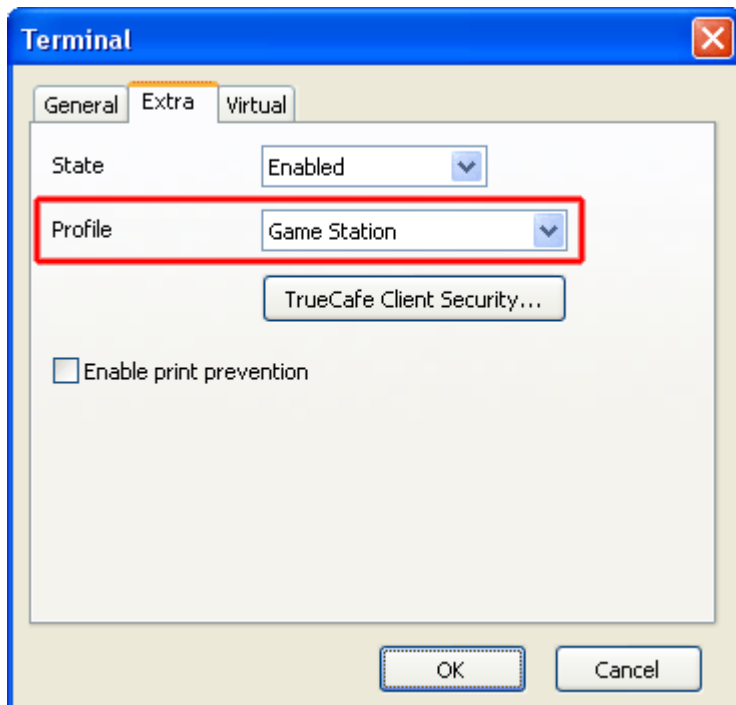 Terminal
General Extra Virtual
State Enabled
Profile Game Station
TrueCafe Client Security...
Enable print prevention
OK Cancel